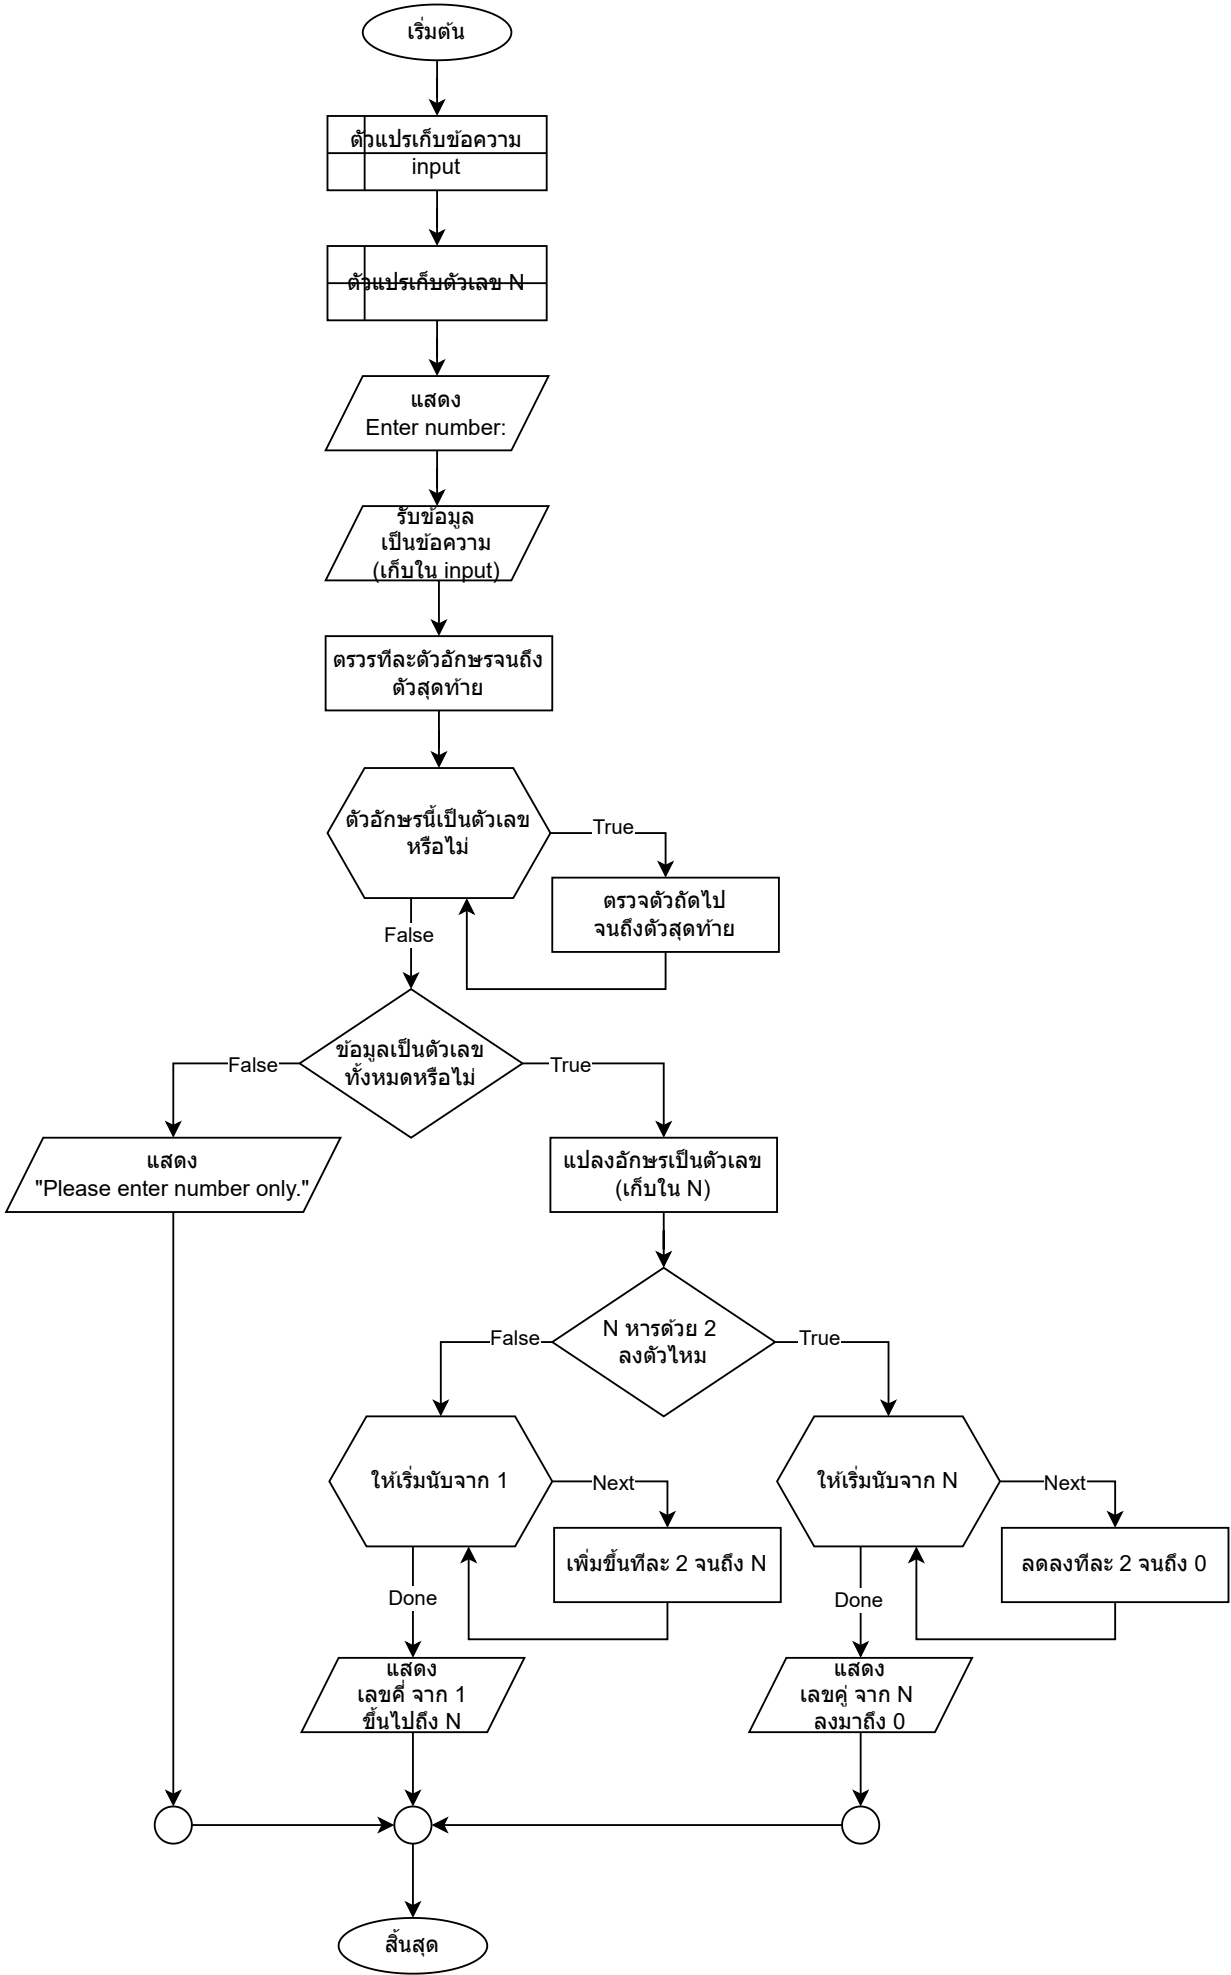 เริ่มต้น
ตัวแปรเก็บข้อความ
input
ตัวแปรเก็บตัวเลข N
แสดง
Enter number:
รับข้อมูล
เป็นข้อความ
(เก็บใน input)
ตรวรทีละตัวอักษรจนถึง
ตัวสุดท้าย
ตัวอักษรนี้เป็นตัวเลข
หรือไม่
True
ตรวจตัวถัดไป
จนถึงตัวสุดท้าย
False
ข้อมูลเป็นตัวเลข
ทั้งหมดหรือไม่
False
True
แสดง
"Please enter number only."
แปลงอักษรเป็นตัวเลข
(เก็บใน N)
N หารด้วย 2
ลงตัวไหม
False
True
ให้เริ่มนับจาก 1
Next
เพิ่มขึ้นทีละ 2 จนถึง N
Done
แสดง
เลขคี่ จาก 1
ขึ้นไปถึง N
ให้เริ่มนับจาก N
Next
ลดลงทีละ 2 จนถึง 0
Done
แสดง
เลขคู่ จาก N
ลงมาถึง 0
สิ้นสุด